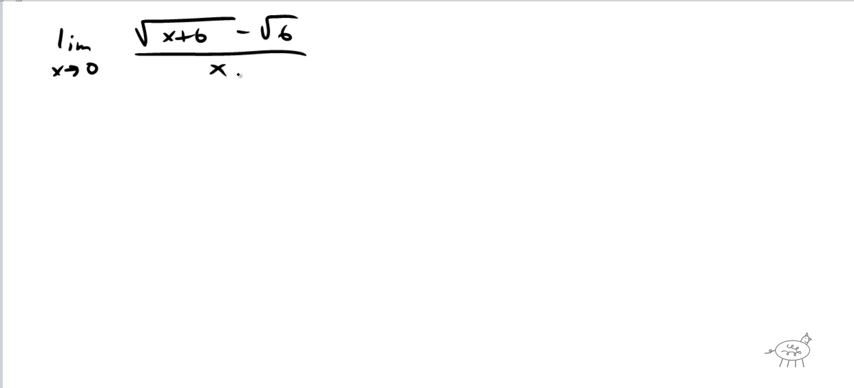 lim x→0 (√(x+6) - √6) / x